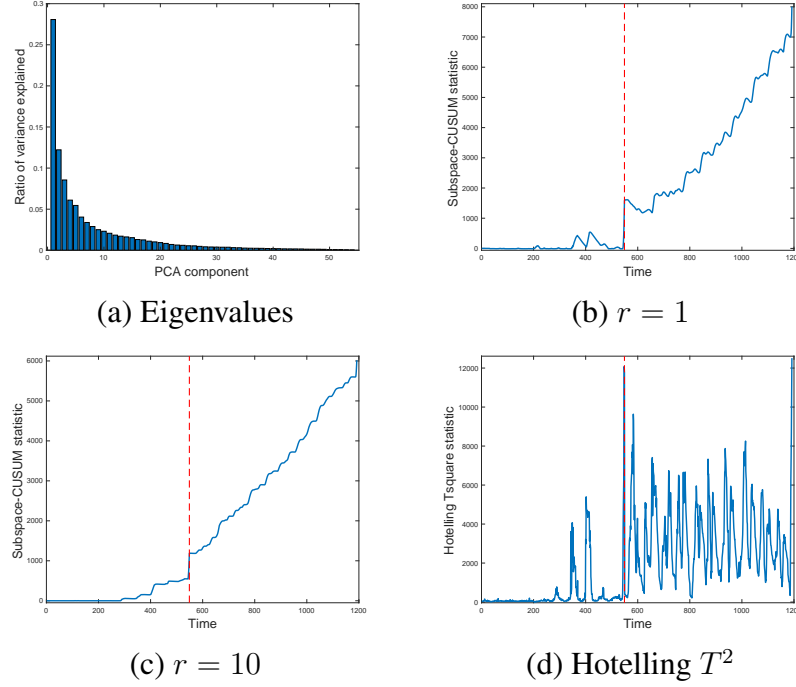 0.3
0.25
0.2
0.15
0.1
0.05
0
0 10 20 30 40 50
Ratio of variance explained
PCA component
(a) Eigenvalues
8000
7000
6000
5000
4000
3000
2000
1000
0
0 200 400 600 800 1000 1200
Subspace-CUSUM statistic
Time
(b) r = 1
6000
5000
4000
3000
2000
1000
0
0 200 400 600 800 1000 1200
Subspace-CUSUM statistic
Time
(c) r = 10
12000
10000
8000
6000
4000
2000
0
0 200 400 600 800 1000 1200
Hotelling Tsquare statistic
Time
(d) Hotelling T²